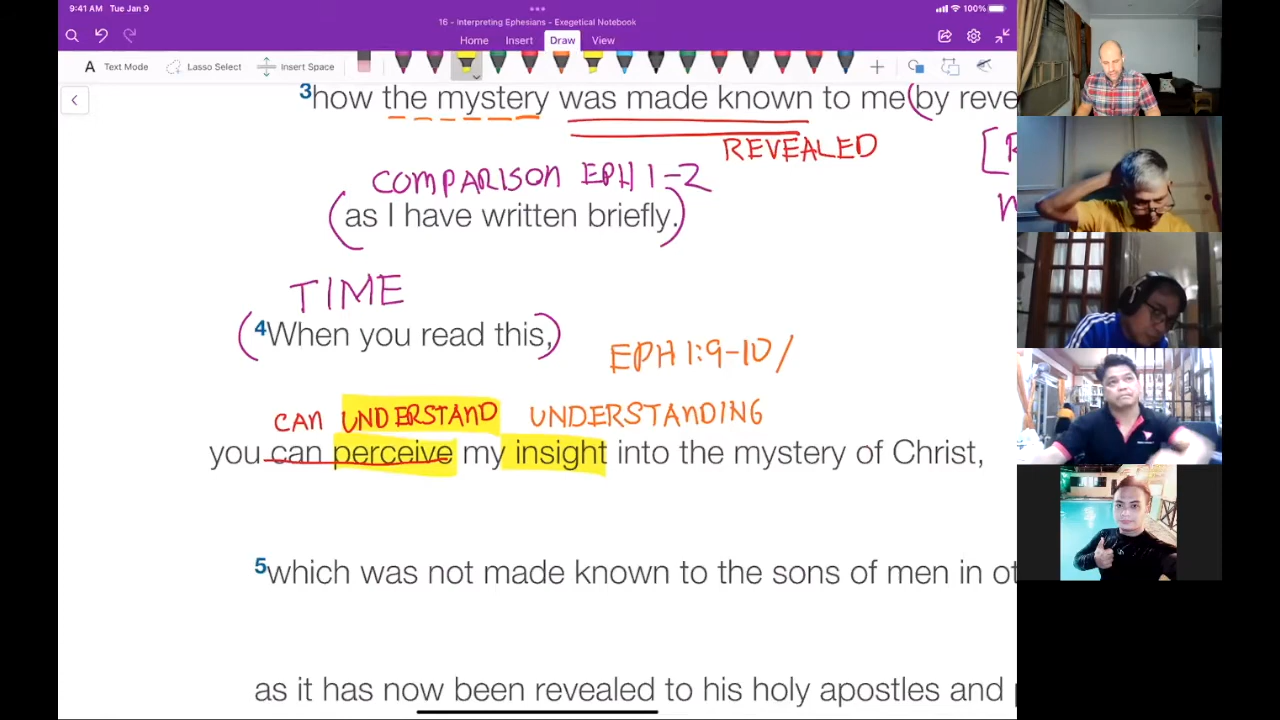 9:41 AM Tue Jan 9
100%
16 - Interpreting Ephesians - Exegetical Notebook
Home Insert Draw View
A Text Mode Lasso Select Insert Space
3how the mystery was made known to me (by reve
REVEALED
COMPARISON EPH 1-2
(as I have written briefly.)
TIME
(4When you read this,)
EPH 1:9-10/
CAN UNDERSTAND UNDERSTANDING
you can perceive my insight into the mystery of Christ,
5which was not made known to the sons of men in ot
as it has now been revealed to his holy apostles and